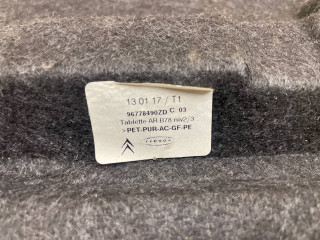 13 01 17 / T1
96778490ZD C 03
Tablette AR B78 niv2/3
>PET-PUR-AC-GF-PE